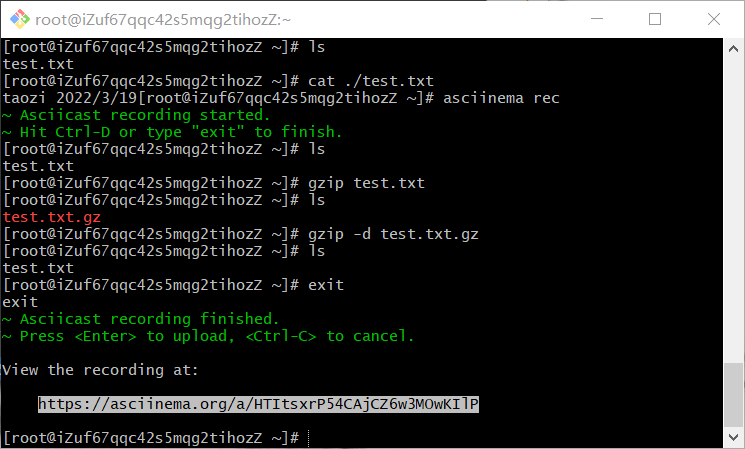 root@iZuf67qqc42s5mqg2tihozZ:~
[root@iZuf67qqc42s5mqg2tihozZ ~]# ls
test.txt
[root@iZuf67qqc42s5mqg2tihozZ ~]# cat ./test.txt
taozi 2022/3/19[root@iZuf67qqc42s5mqg2tihozZ ~]# asciinema rec
~ Asciicast recording started.
~ Hit Ctrl-D or type "exit" to finish.
[root@iZuf67qqc42s5mqg2tihozZ ~]# ls
test.txt
[root@iZuf67qqc42s5mqg2tihozZ ~]# gzip test.txt
[root@iZuf67qqc42s5mqg2tihozZ ~]# ls
test.txt.gz
[root@iZuf67qqc42s5mqg2tihozZ ~]# gzip -d test.txt.gz
[root@iZuf67qqc42s5mqg2tihozZ ~]# ls
test.txt
[root@iZuf67qqc42s5mqg2tihozZ ~]# exit
exit
~ Asciicast recording finished.
~ Press <Enter> to upload, <Ctrl-C> to cancel.
View the recording at:
https://asciinema.org/a/HTItsxrP54CAjCZ6w3MOwKIlP
[root@iZuf67qqc42s5mqg2tihozZ ~]#